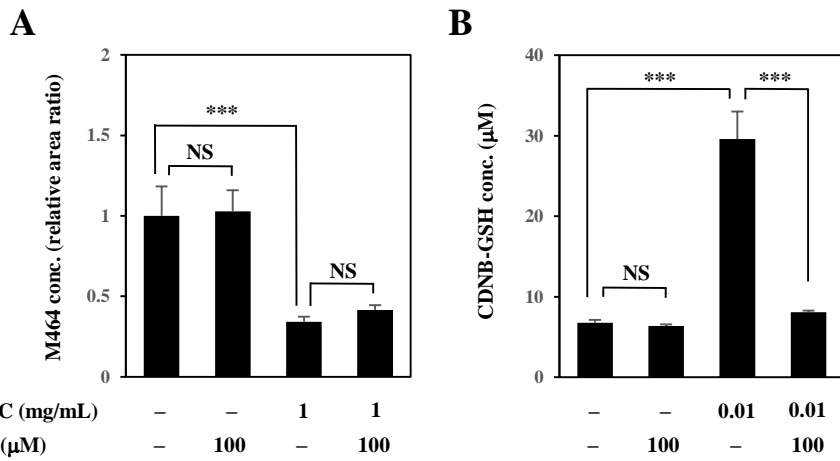 A
B
M464 conc. (relative area ratio)
2
1.5
1
0.5
0
***
NS
NS
CDNB-GSH conc. (μM)
40
30
20
10
0
***
***
NS
C (mg/mL) – – 1 1 – – 0.01 0.01
(μM) – 100 – 100 – 100 – 100